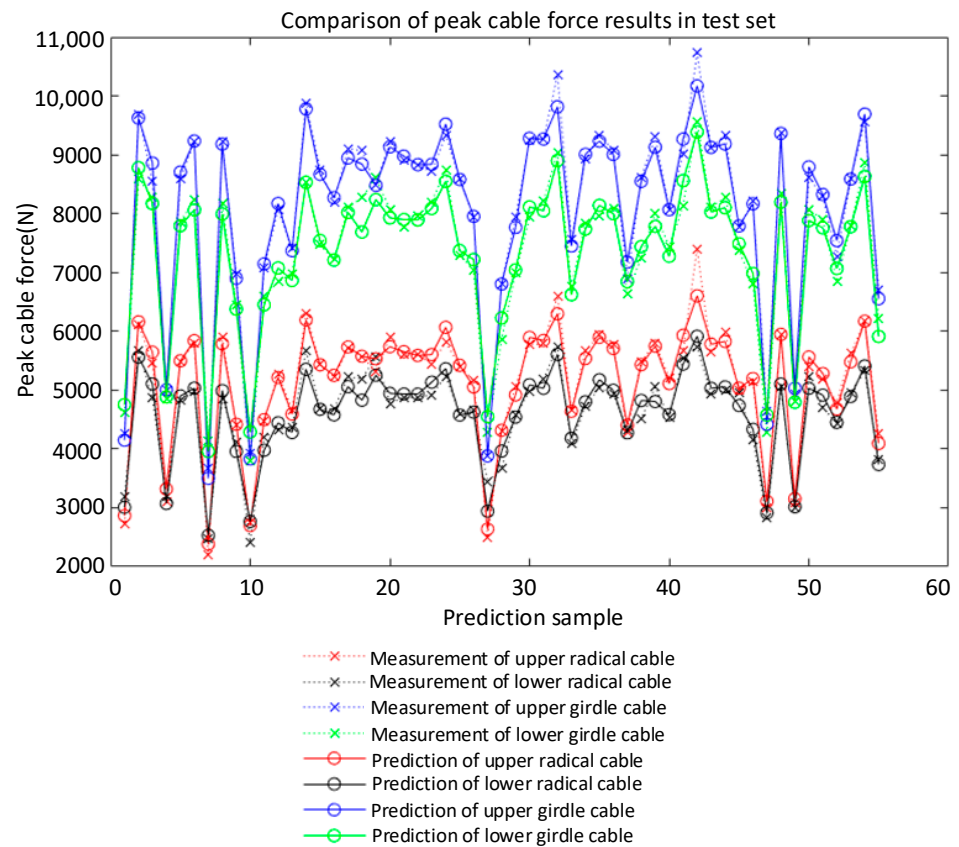 Comparison of peak cable force results in test set
11,000
10,000
9000
8000
7000
6000
5000
4000
3000
2000
Peak cable force(N)
0 10 20 30 40 50 60
Prediction sample
Measurement of upper radical cable
Measurement of lower radical cable
Measurement of upper girdle cable
Measurement of lower girdle cable
Prediction of upper radical cable
Prediction of lower radical cable
Prediction of upper girdle cable
Prediction of lower girdle cable